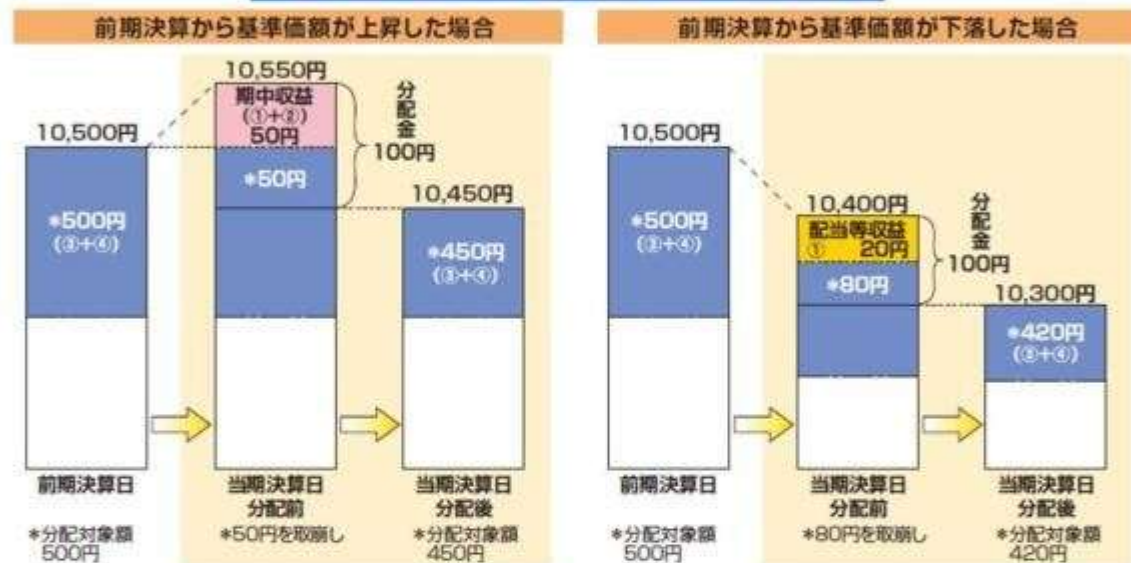 前期決算から基準価額が上昇した場合
10,550円
期中収益
(①+②)
50円
分配金
100円
10,500円
*50円
10,450円
*500円
(③+④)
*450円
(③+④)
前期決算日
当期決算日
分配前
当期決算日
分配後
*分配対象額
500円
*50円を取崩し
*分配対象額
450円
前期決算から基準価額が下落した場合
10,500円
10,400円
配当等収益
① 20円
分配金
100円
*500円
(③+④)
*80円
10,300円
*420円
(③+④)
前期決算日
当期決算日
分配前
当期決算日
分配後
*分配対象額
500円
*80円を取崩し
*分配対象額
420円